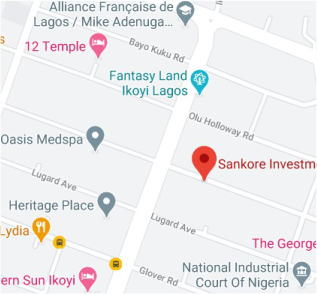 Alliance Française de
Lagos / Mike Adenuga...
12 Temple
Bayo Kuku Rd
Fantasy Land
Ikoyi Lagos
Olu Holloway Rd
Oasis Medspa
Sankore Investme
Lugard Ave
Heritage Place
Lydia
Lugard Ave
The George
National Industrial
Court Of Nigeria
ern Sun Ikoyi
Glover Rd